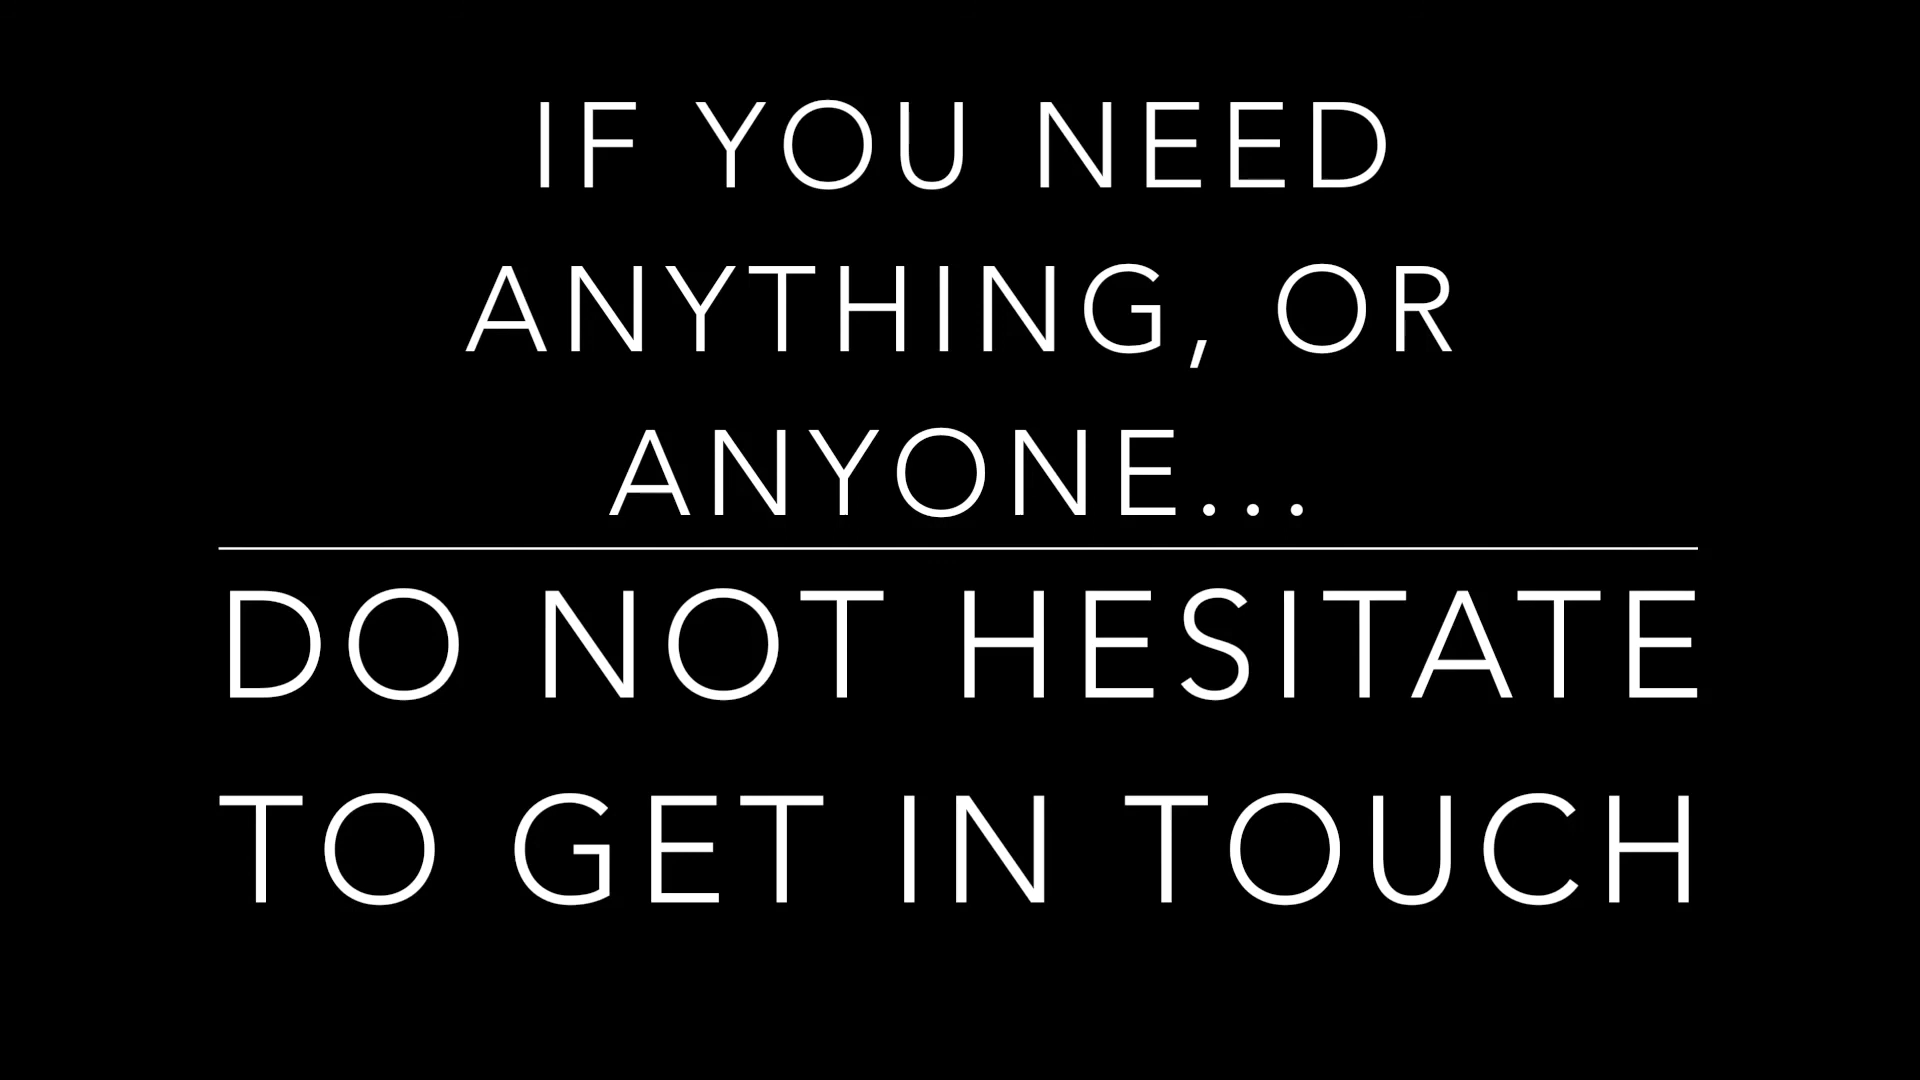 IF YOU NEED
ANYTHING, OR
ANYONE...
DO NOT HESITATE
TO GET IN TOUCH